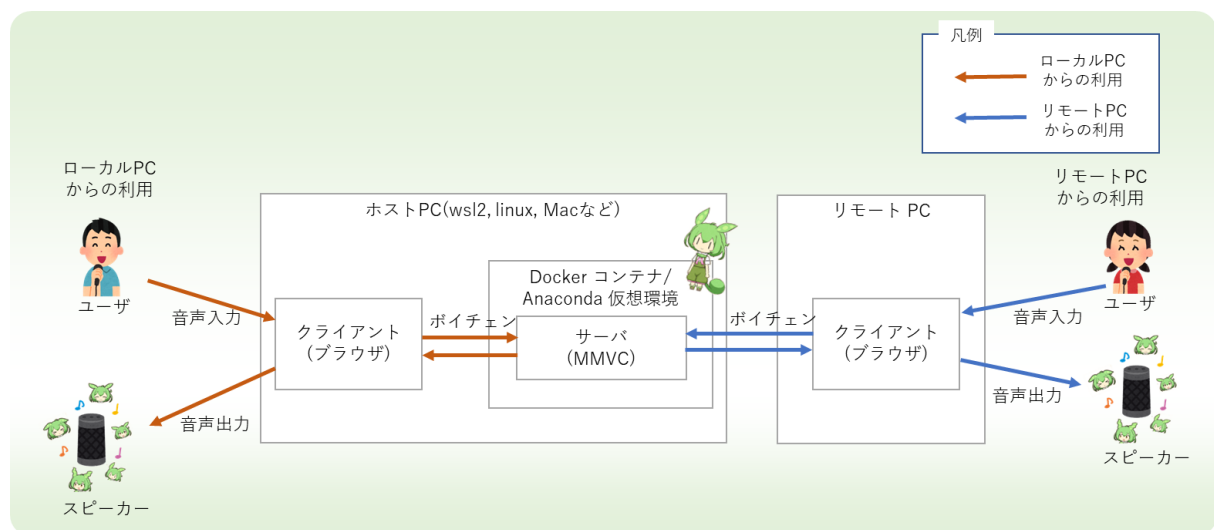 凡例
ローカルPC
からの利用
リモートPC
からの利用
ローカルPC
からの利用
ユーザ
音声入力
音声出力
スピーカー
ホストPC(wsl2, linux, Macなど)
Docker コンテナ/
Anaconda 仮想環境
クライアント
(ブラウザ)
ボイチェン
サーバ
(MMVC)
ボイチェン
リモート PC
クライアント
(ブラウザ)
リモートPC
からの利用
ユーザ
音声入力
音声出力
スピーカー